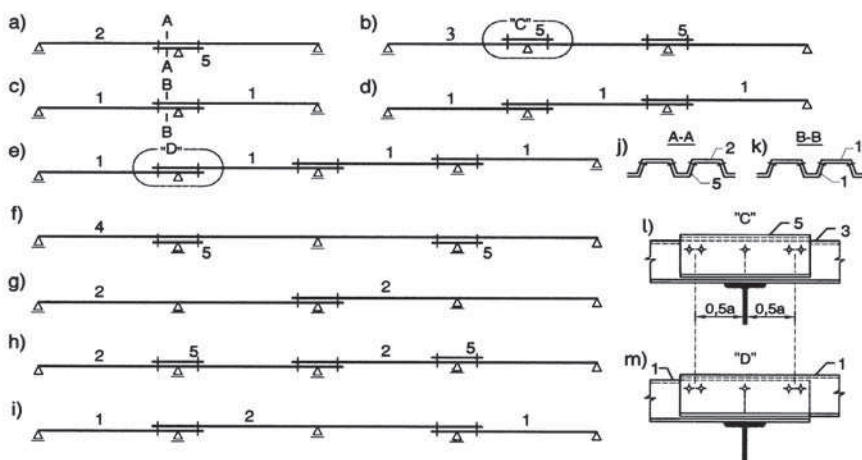 a) 2 A A 5
b) 3 "C" 5 5
c) 1 B B 1
d) 1 1 1
e) 1 "D" 1 1 1
j) A-A 2 5
k) B-B 1 1
f) 4 5 5
g) 2 2
h) 2 5 2 5
i) 1 2 1
l) "C" 5 3
0,5a 0,5a
m) "D" 1 1